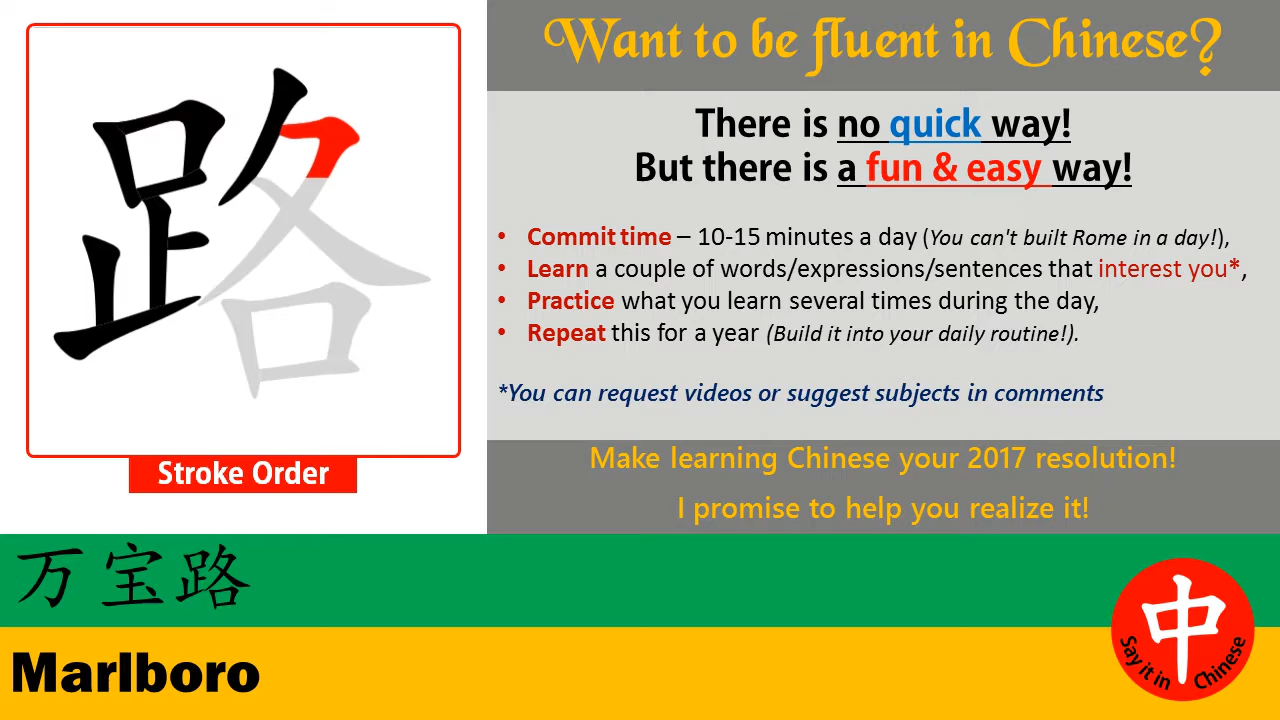 路
Stroke Order
Want to be fluent in Chinese?
There is no quick way!
But there is a fun & easy way!
• Commit time – 10-15 minutes a day (You can't built Rome in a day!),
• Learn a couple of words/expressions/sentences that interest you*,
• Practice what you learn several times during the day,
• Repeat this for a year (Build it into your daily routine!).
*You can request videos or suggest subjects in comments
Make learning Chinese your 2017 resolution!
I promise to help you realize it!
万宝路
Marlboro
中
Say it in Chinese